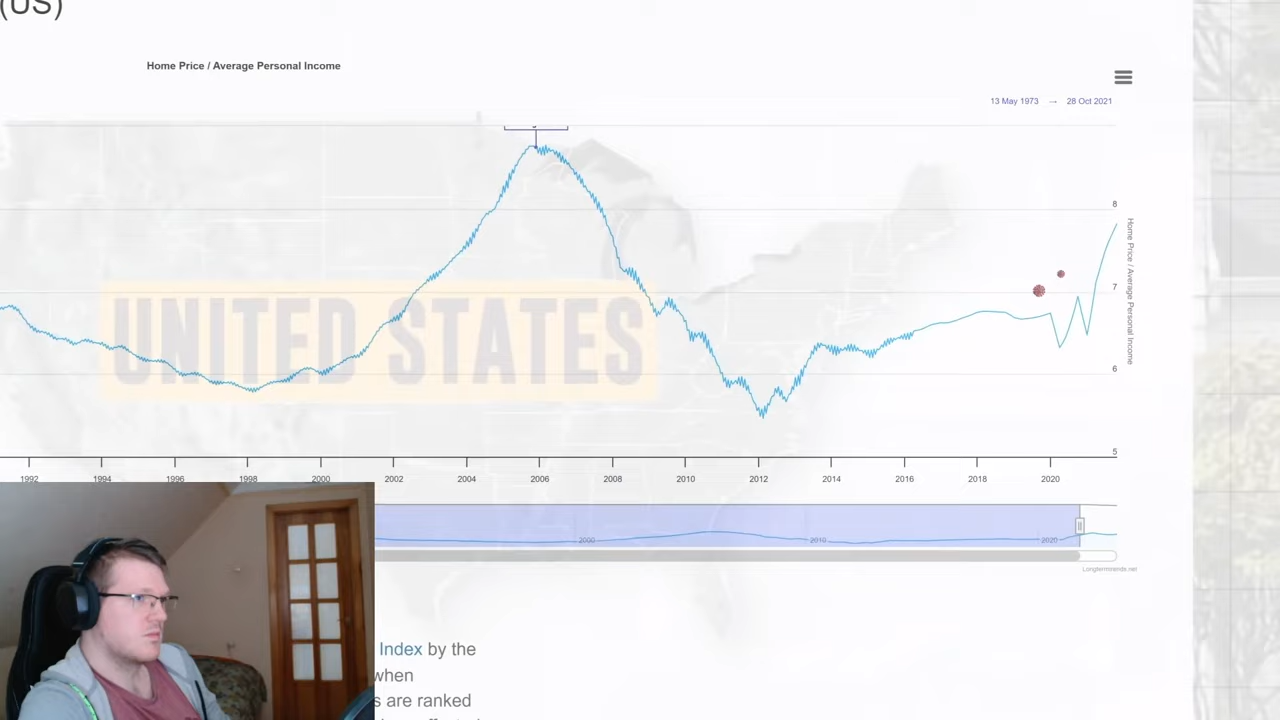 (US)
Home Price / Average Personal Income
13 May 1973 → 28 Oct 2021
8
7
6
5
Home Price / Average Personal Income
UNITED STATES
1992 1994 1996 1998 2000 2002 2004 2006 2008 2010 2012 2014 2016 2018 2020
2000 2010 2020
Longtermtrends.net
Index by the
when
s are ranked